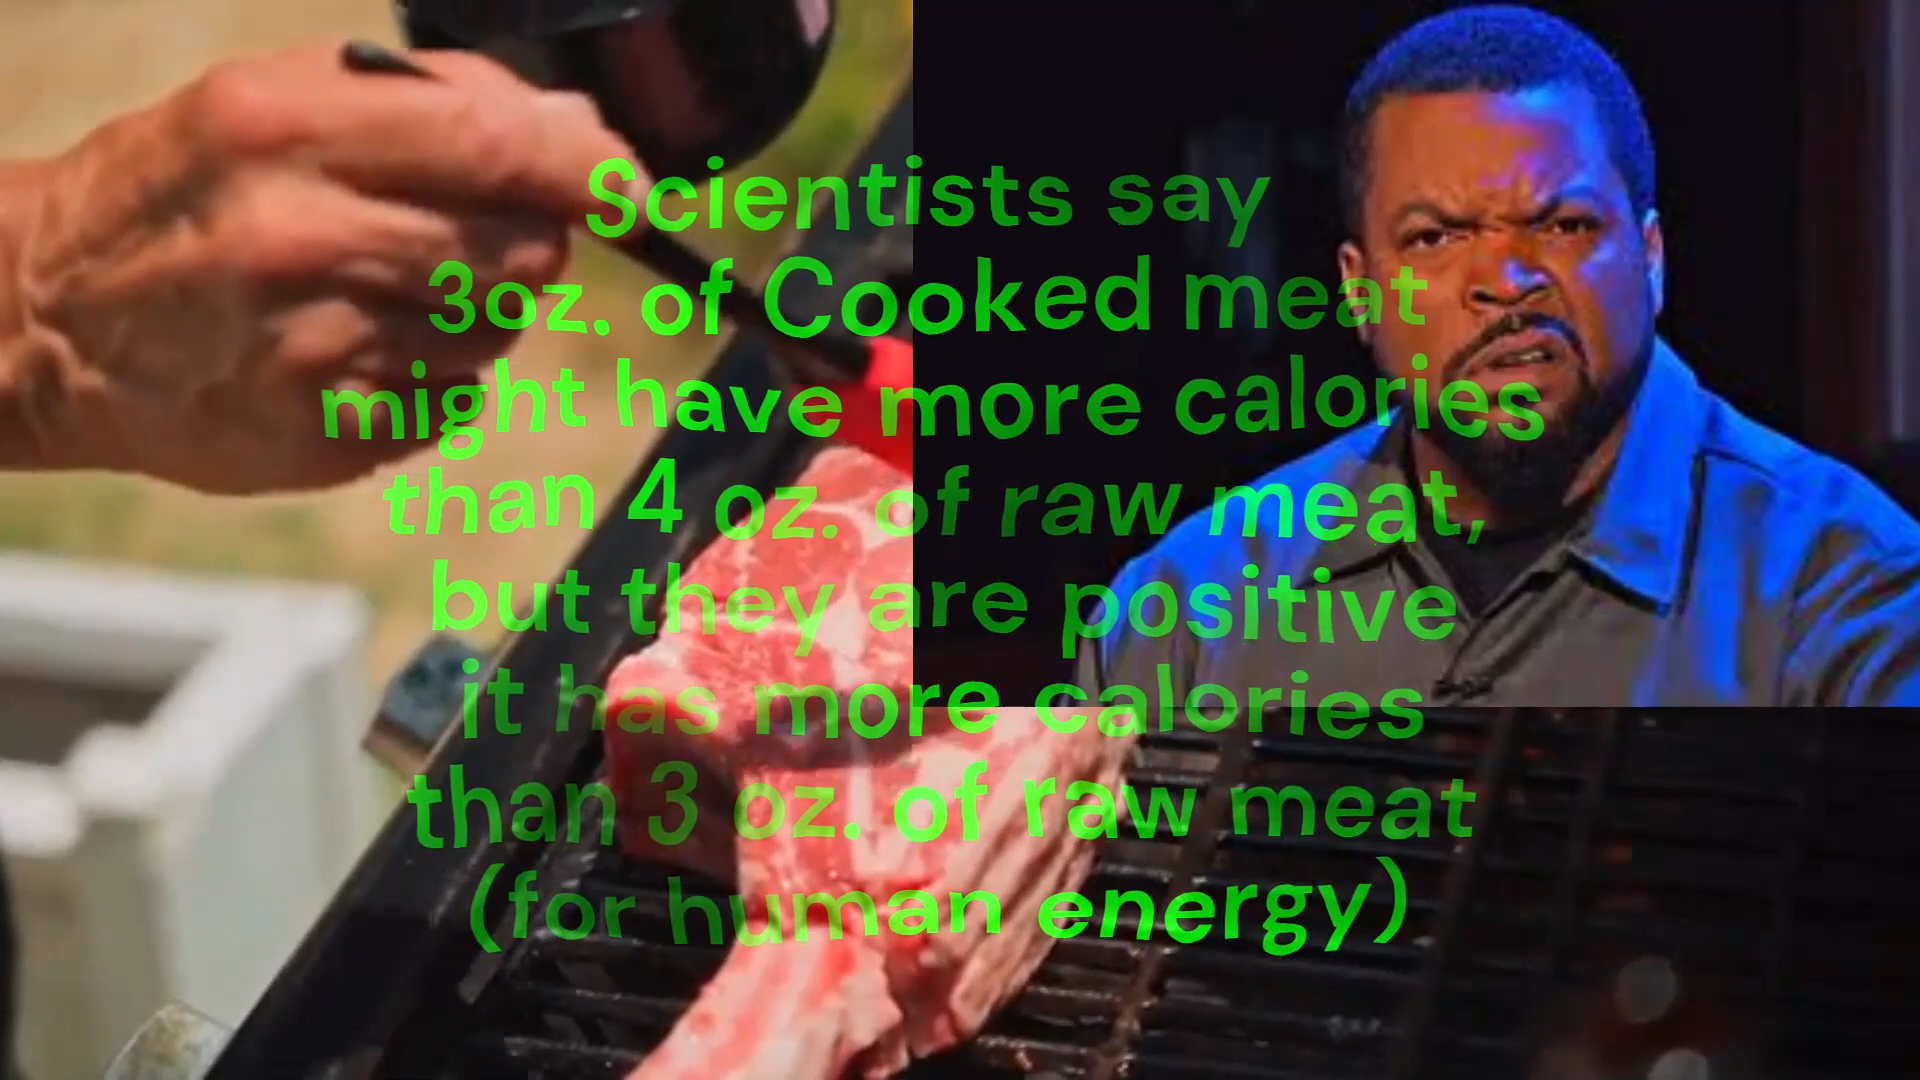 Scientists say
3oz. of Cooked meat
might have more calories
than 4 oz. of raw meat,
but they are positive
it has more calories
than 3 oz. of raw meat
(for human energy)